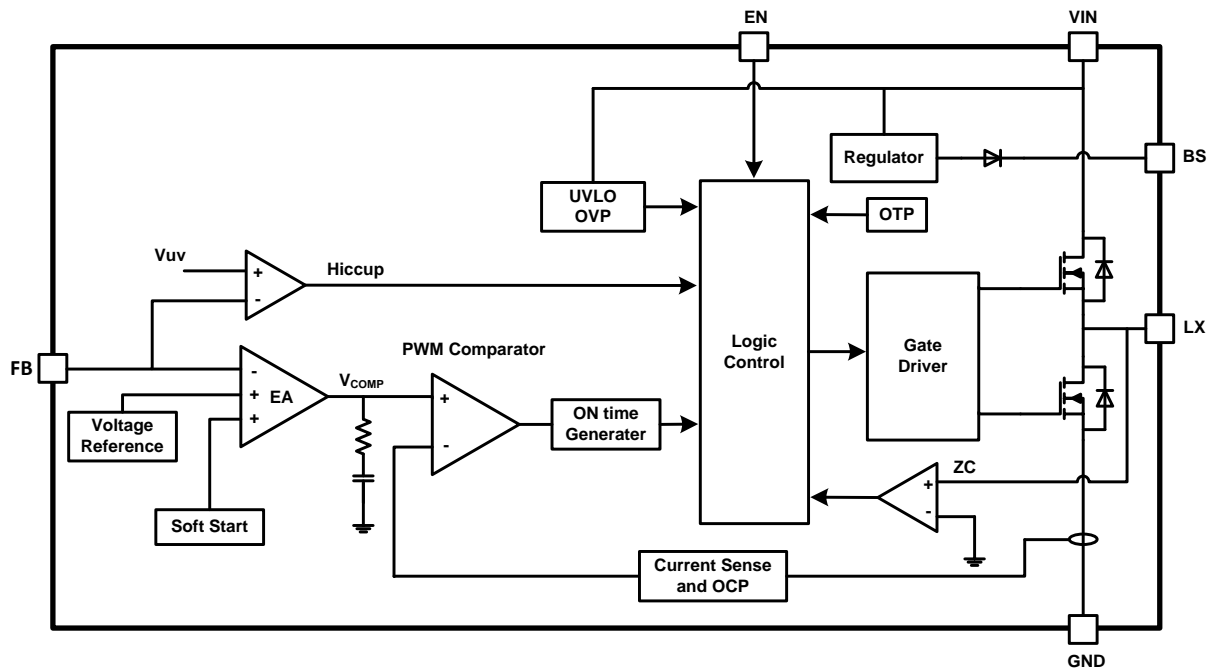 EN
VIN
Regulator
BS
UVLO
OVP
OTP
Vuv
+
-
Hiccup
LX
PWM Comparator
Logic
Control
Gate
Driver
FB
-
+
+
EA
VCOMP
+
-
ON time
Generater
Voltage
Reference
ZC
+
-
Soft Start
Current Sense
and OCP
GND